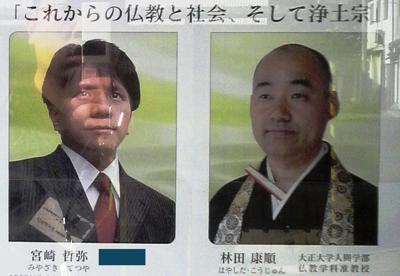 「これからの仏教と社会、そして浄土宗
宮崎 哲弥
みやざき てつや
林田 康順
はやしだ・こうじゅん
大正大学人間学部
仏教学科准教授